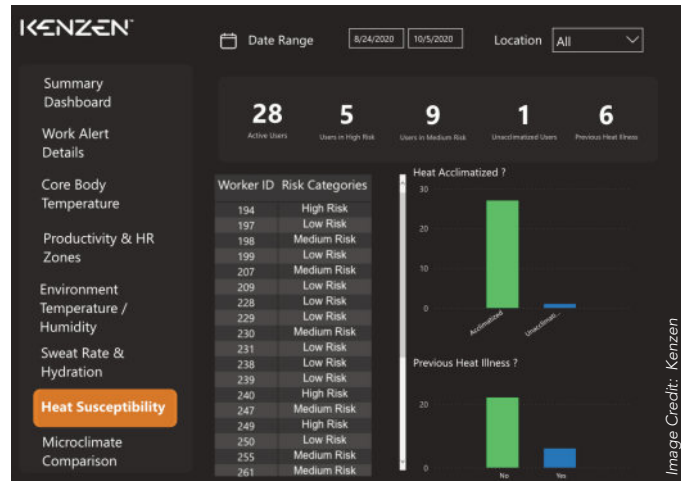 KENZEN
Date Range
8/24/2020
10/5/2020
Location
All
Summary
Dashboard
Work Alert
Details
Core Body
Temperature
Productivity & HR
Zones
Environment
Temperature /
Humidity
Sweat Rate &
Hydration
Heat Susceptibility
Microclimate
Comparison
28
Active Users
5
Users in High Risk
9
Users in Medium Risk
1
Unacclimatized Users
6
Previous Heat Illness
Worker ID Risk Categories
194 High Risk
197 Low Risk
198 Medium Risk
199 Low Risk
207 Medium Risk
209 Low Risk
228 Low Risk
229 Low Risk
230 Medium Risk
231 Low Risk
238 Low Risk
239 Low Risk
240 High Risk
247 Medium Risk
249 High Risk
250 Low Risk
255 Medium Risk
261 Medium Risk
Heat Acclimatized ?
30
20
10
0
Acclimatized
Unacclimati...
Previous Heat Illness ?
20
0
No
Yes
Image Credit: Kenzen